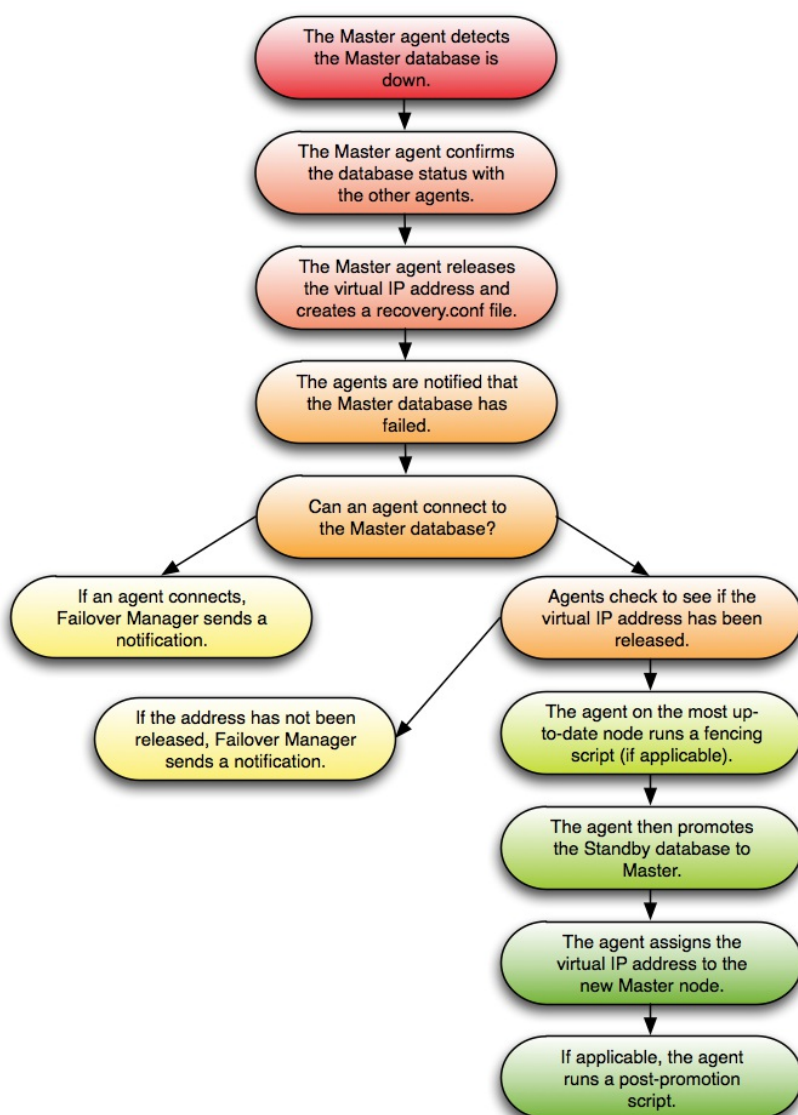 The Master agent detects
the Master database is
down.
The Master agent confirms
the database status with
the other agents.
The Master agent releases
the virtual IP address and
creates a recovery.conf file.
The agents are notified that
the Master database has
failed.
Can an agent connect to
the Master database?
If an agent connects,
Failover Manager sends a
notification.
Agents check to see if the
virtual IP address has been
released.
If the address has not been
released, Failover Manager
sends a notification.
The agent on the most up-
to-date node runs a fencing
script (if applicable).
The agent then promotes
the Standby database to
Master.
The agent assigns the
virtual IP address to the
new Master node.
If applicable, the agent
runs a post-promotion
script.